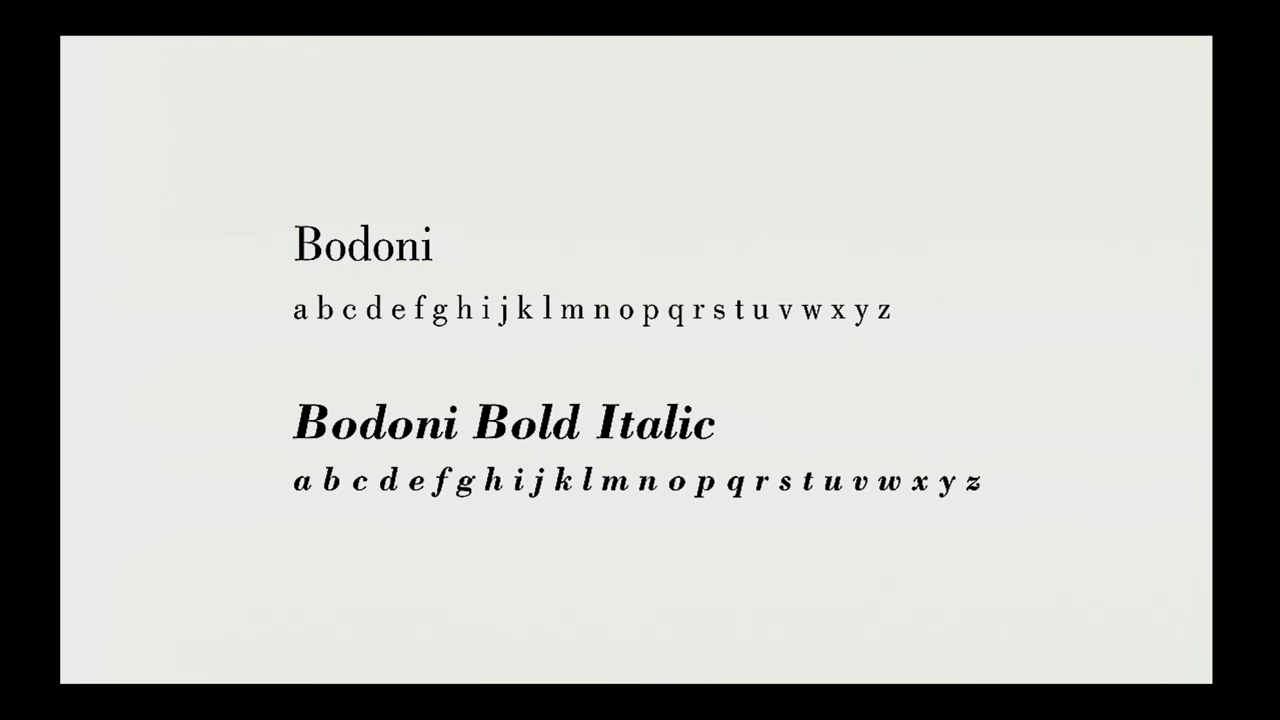 Bodoni
a b c d e f g h i j k l m n o p q r s t u v w x y z
Bodoni Bold Italic
a b c d e f g h i j k l m n o p q r s t u v w x y z